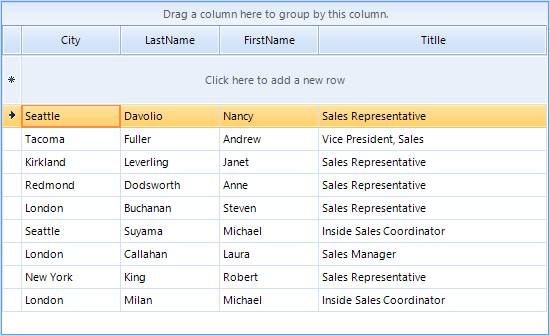 Drag a column here to group by this column.
City LastName FirstName Titlle
Click here to add a new row
Seattle Davolio Nancy Sales Representative
Tacoma Fuller Andrew Vice President, Sales
Kirkland Leverling Janet Sales Representative
Redmond Dodsworth Anne Sales Representative
London Buchanan Steven Sales Representative
Seattle Suyama Michael Inside Sales Coordinator
London Callahan Laura Sales Manager
New York King Robert Sales Representative
London Milan Michael Inside Sales Coordinator